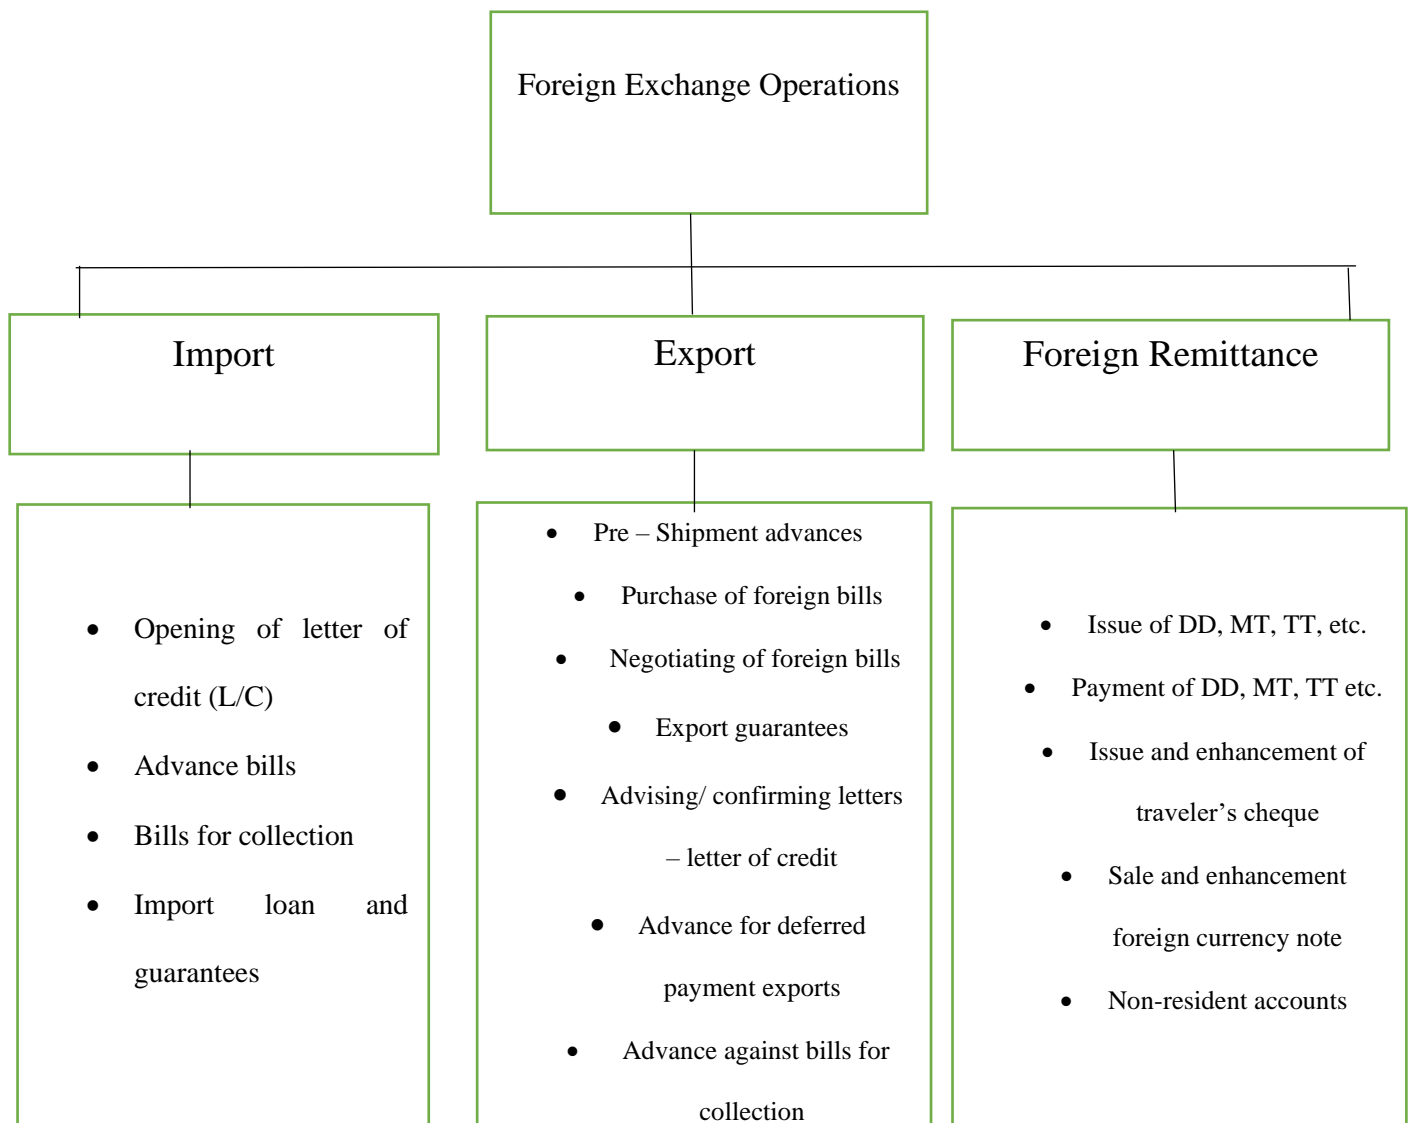 Foreign Exchange Operations
Import
Export
Foreign Remittance
• Opening of letter of
credit (L/C)
• Advance bills
• Bills for collection
• Import loan and
guarantees
• Pre – Shipment advances
• Purchase of foreign bills
• Negotiating of foreign bills
• Export guarantees
• Advising/ confirming letters
– letter of credit
• Advance for deferred
payment exports
• Advance against bills for
collection
• Issue of DD, MT, TT, etc.
• Payment of DD, MT, TT etc.
• Issue and enhancement of
traveler’s cheque
• Sale and enhancement
foreign currency note
• Non-resident accounts